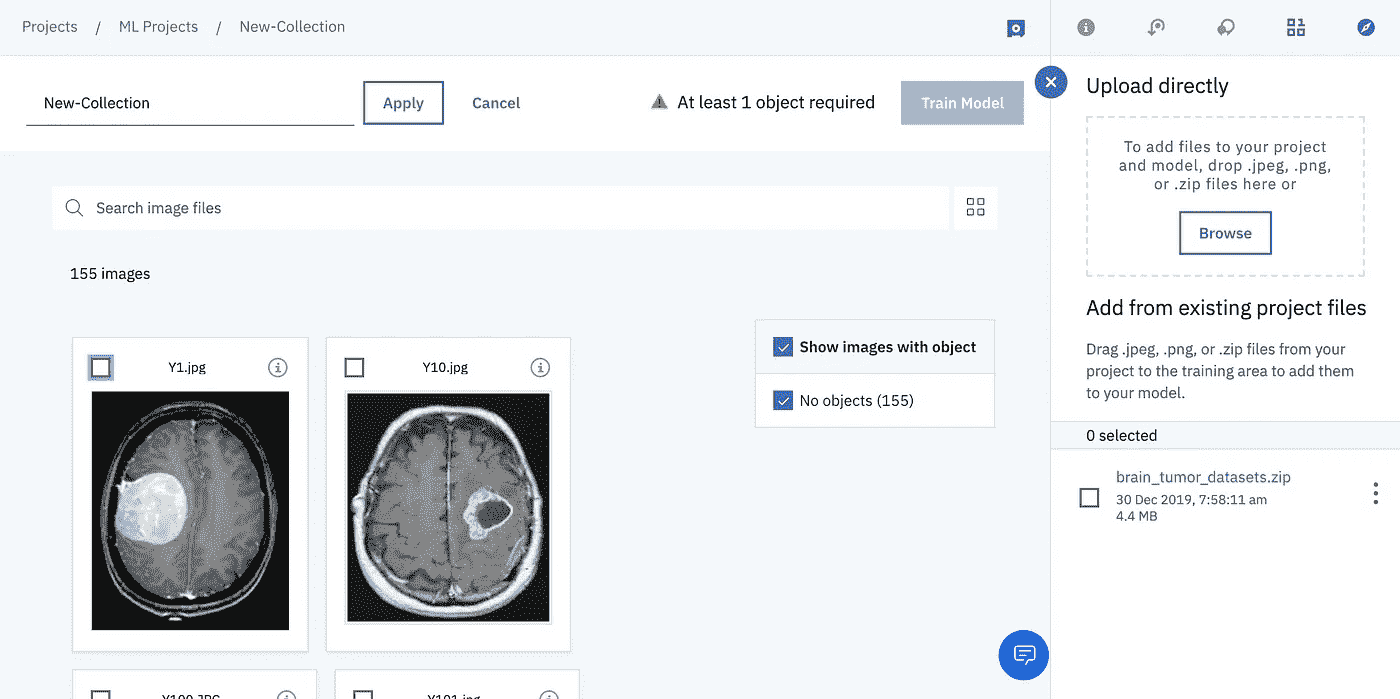 Projects / ML Projects / New-Collection
New-Collection
Apply
Cancel
At least 1 object required
Train Model
Search image files
155 images
Y1.jpg
Y10.jpg
Show images with object
No objects (155)
Y100.JPG
Y101.jpg
Upload directly
To add files to your project
and model, drop .jpeg, .png,
or .zip files here or
Browse
Add from existing project files
Drag .jpeg, .png, or .zip files from your
project to the training area to add them
to your model.
0 selected
brain_tumor_datasets.zip
30 Dec 2019, 7:58:11 am
4.4 MB